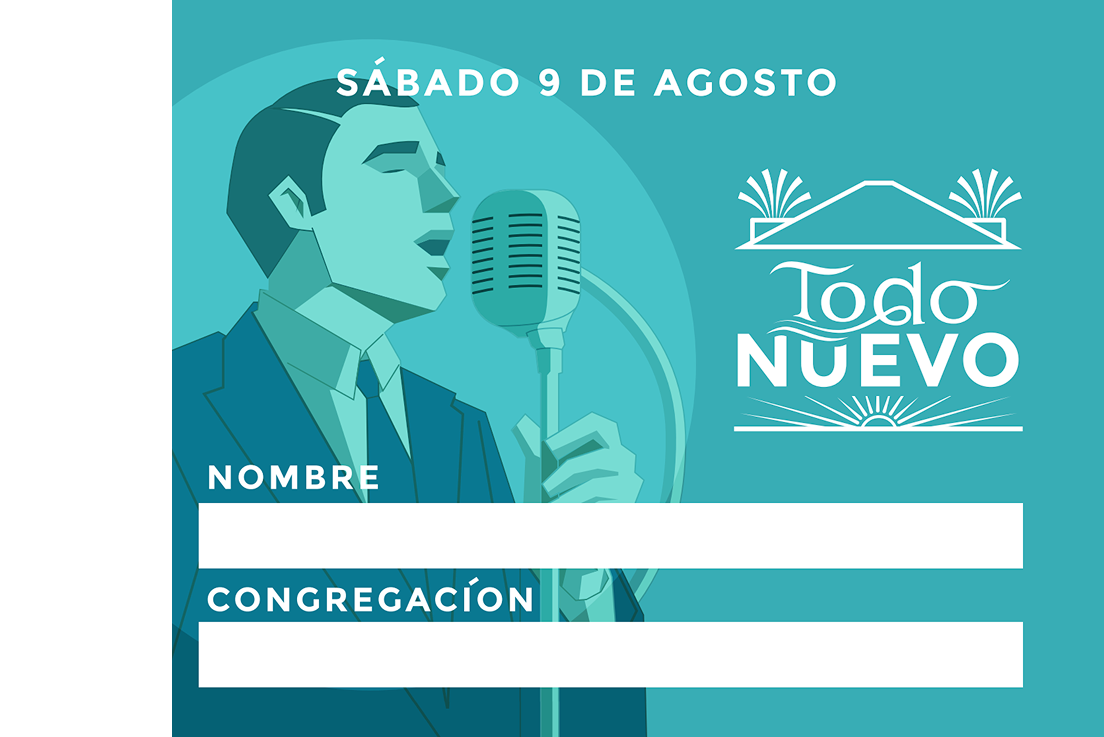 SÁBADO 9 DE AGOSTO
Todo
NUEVO
NOMBRE
CONGREGACÍON